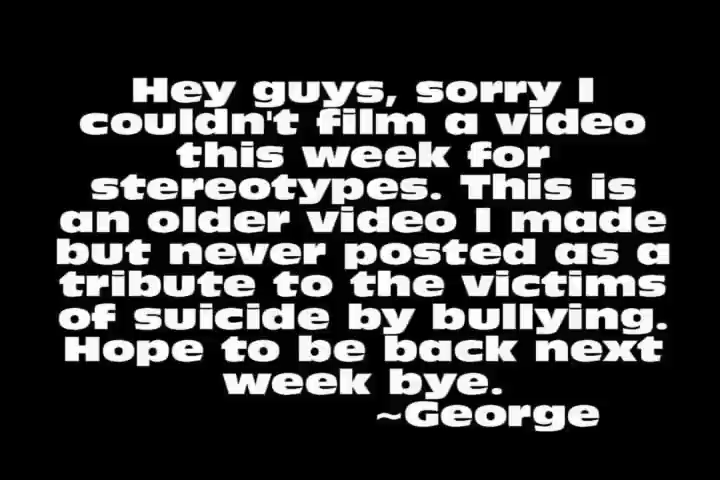 Hey guys, sorry I
couldn't film a video
this week for
stereotypes. This is
an older video I made
but never posted as a
tribute to the victims
of suicide by bullying.
Hope to be back next
week bye.
~George